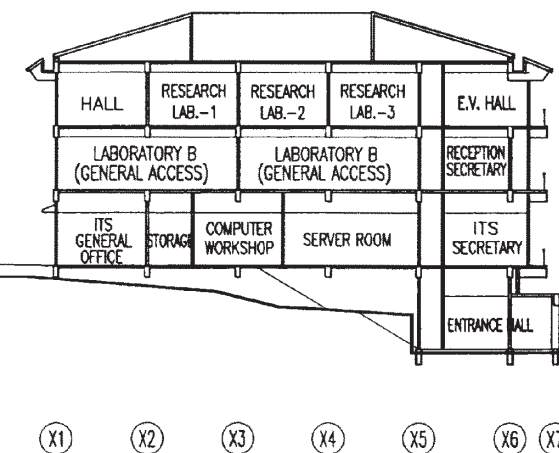 HALL
RESEARCH
LAB.-1
RESEARCH
LAB.-2
RESEARCH
LAB.-3
E.V. HALL
LABORATORY B
(GENERAL ACCESS)
LABORATORY B
(GENERAL ACCESS)
RECEPTION
SECRETARY
ITS
GENERAL
OFFICE
STORAGE
COMPUTER
WORKSHOP
SERVER ROOM
ITS
SECRETARY
ENTRANCE HALL
X1 X2 X3 X4 X5 X6 X7